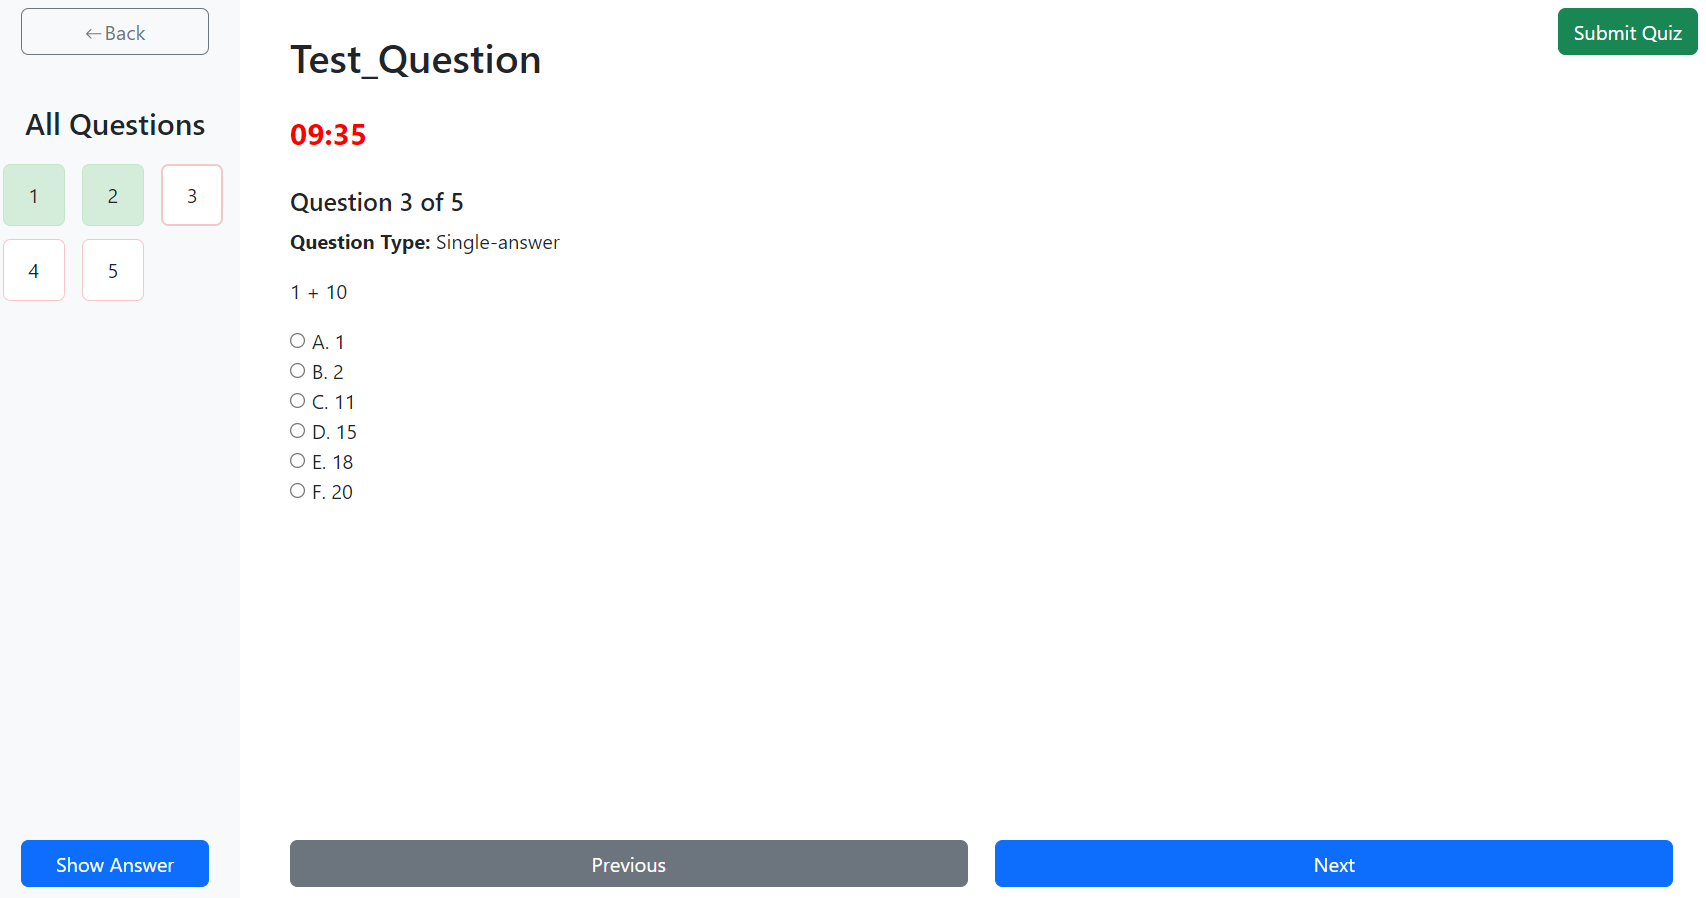 ←Back
All Questions
1 2 3
4 5
Show Answer
Test_Question
Submit Quiz
09:35
Question 3 of 5
Question Type: Single-answer
1 + 10
A. 1
B. 2
C. 11
D. 15
E. 18
F. 20
Previous
Next